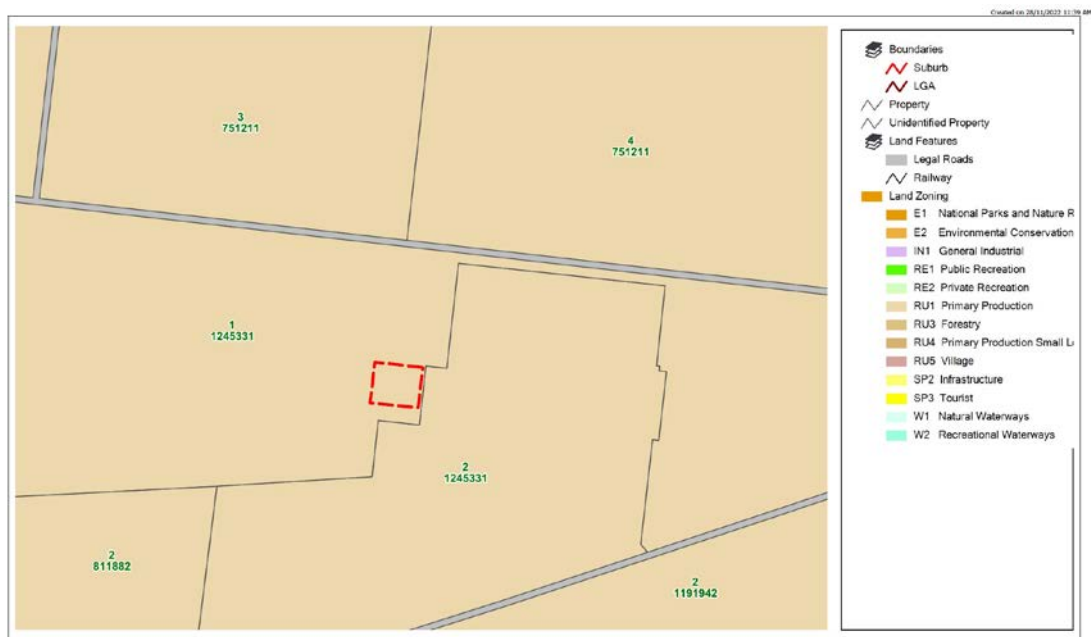 Created on 28/11/2022 11:39 AM
3
751211
4
751211
1
1245331
2
1245331
2
811882
2
1191942
Boundaries
Suburb
LGA
Property
Unidentified Property
Land Features
Legal Roads
Railway
Land Zoning
E1 National Parks and Nature R
E2 Environmental Conservation
IN1 General Industrial
RE1 Public Recreation
RE2 Private Recreation
RU1 Primary Production
RU3 Forestry
RU4 Primary Production Small L
RU5 Village
SP2 Infrastructure
SP3 Tourist
W1 Natural Waterways
W2 Recreational Waterways